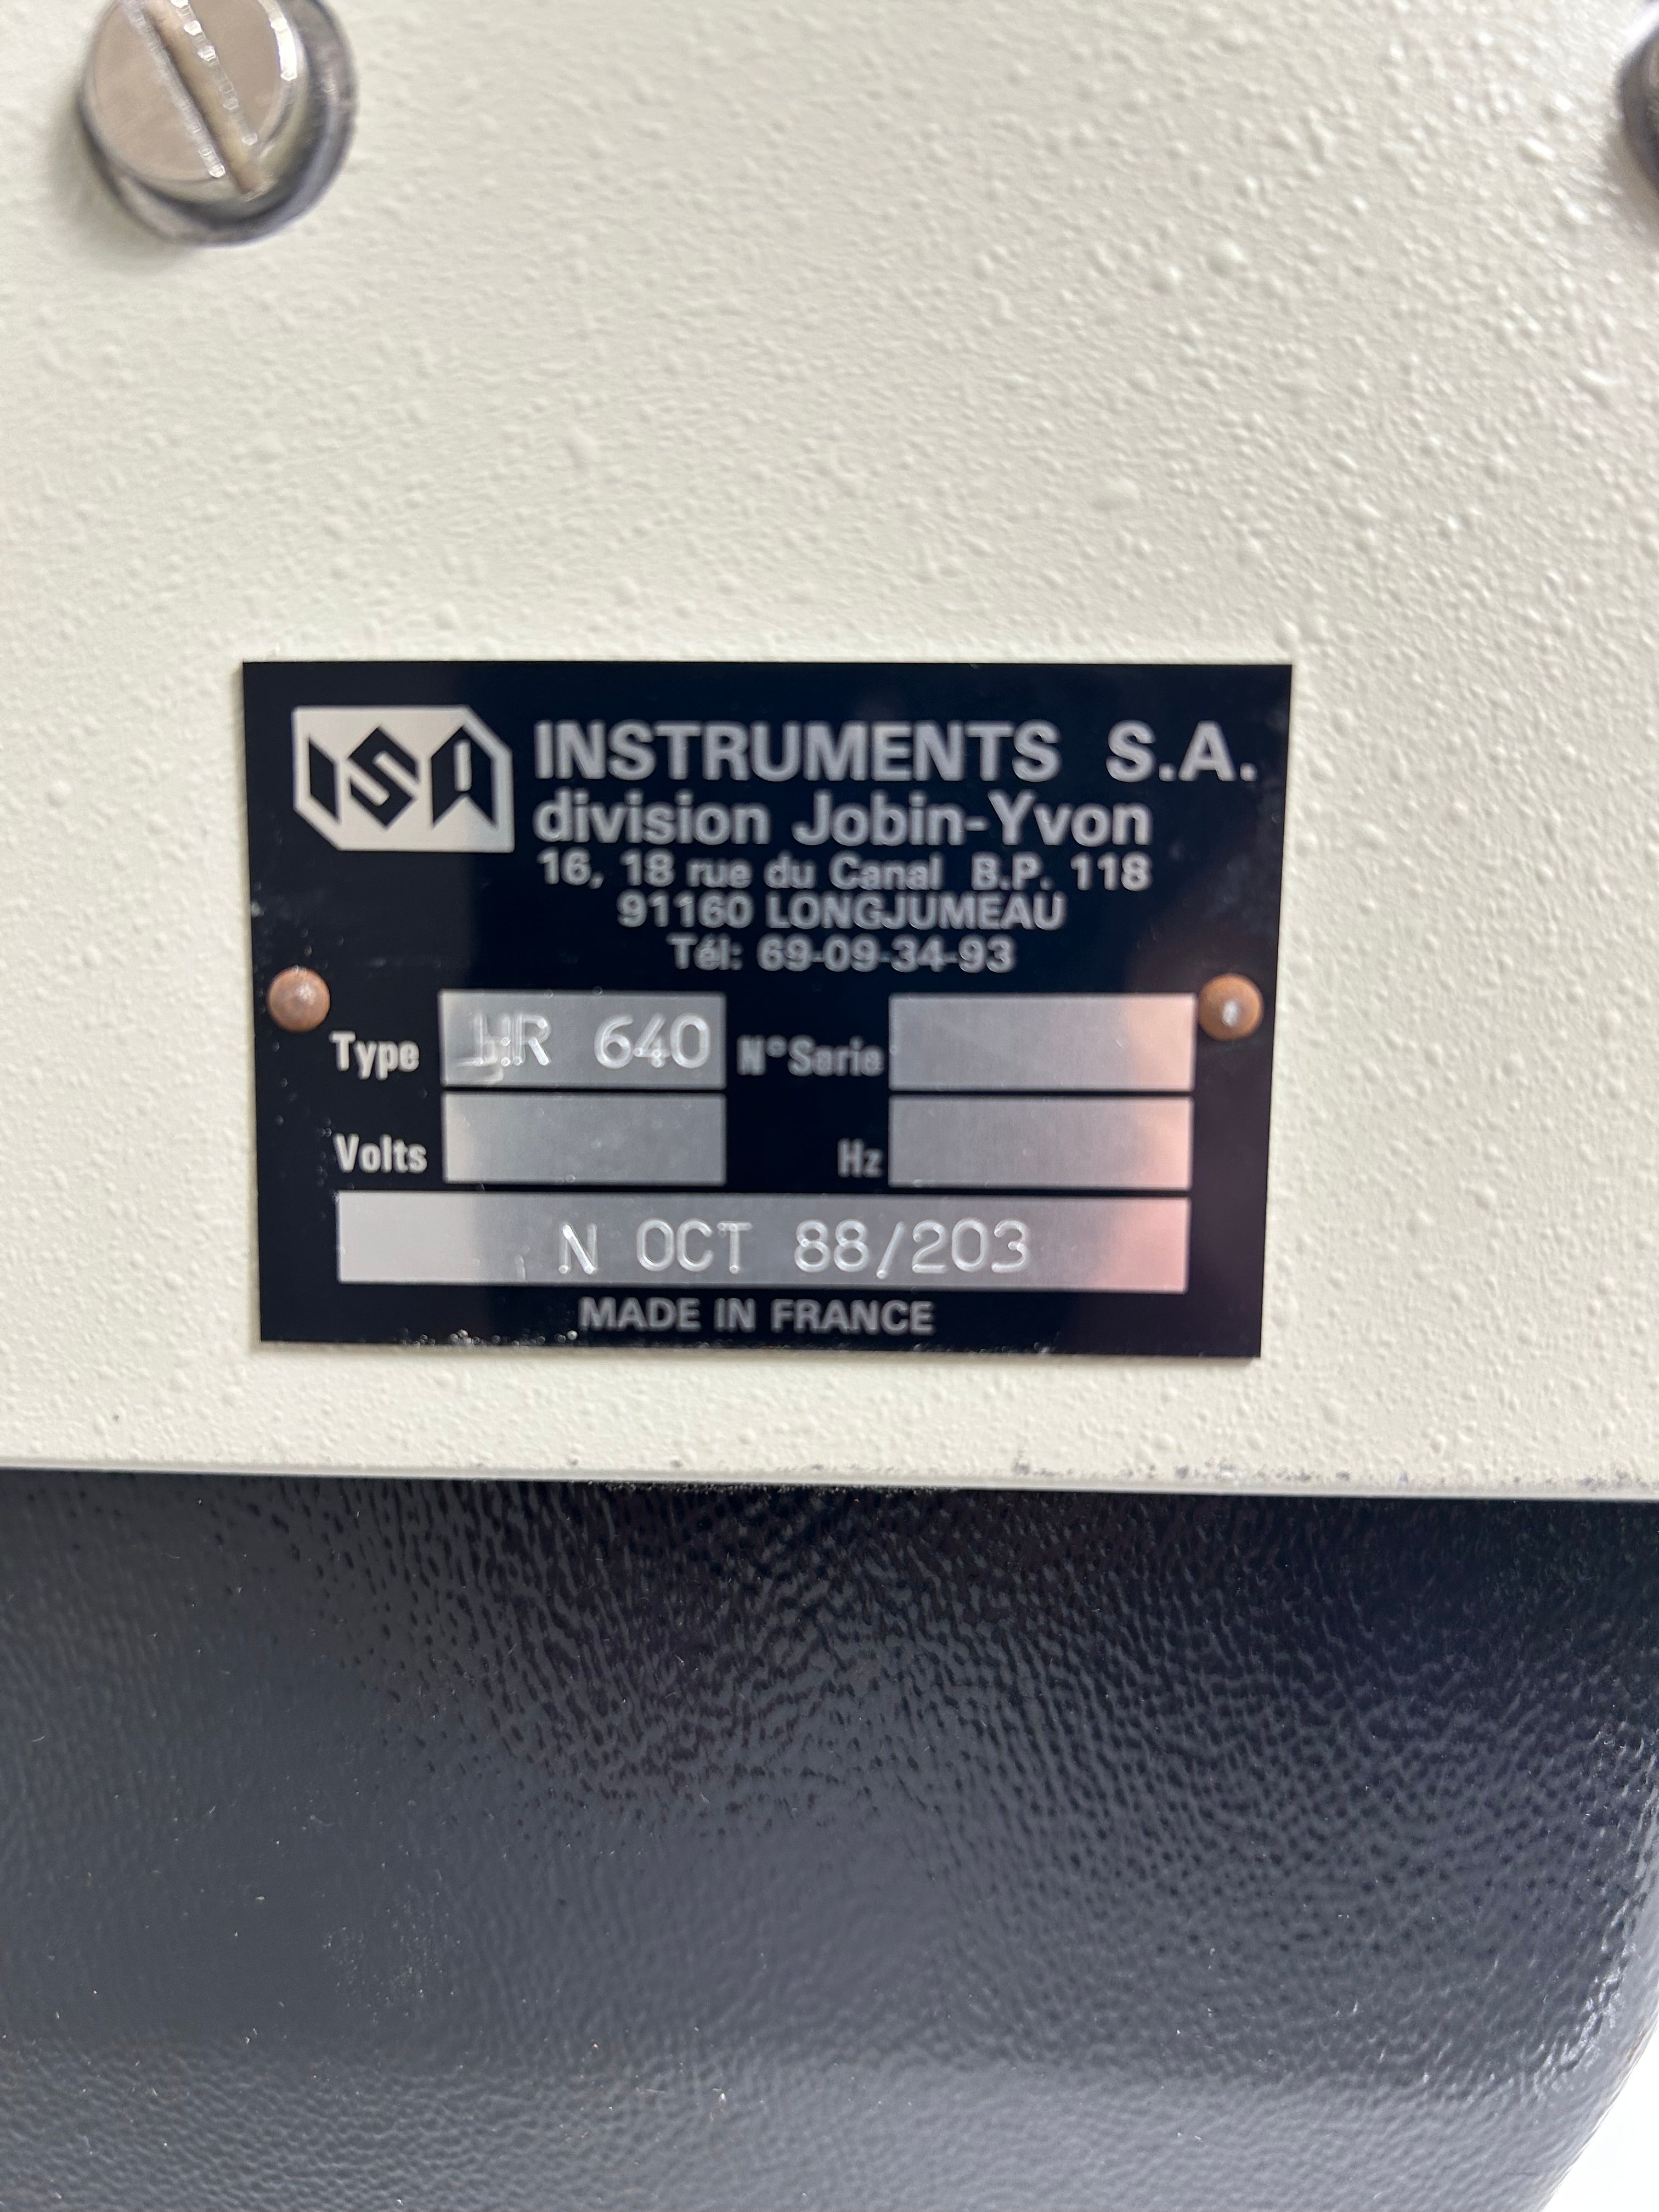 ISA INSTRUMENTS S.A.
division Jobin-Yvon
16, 18 rue du Canal B.P. 118
91160 LONGJUMEAU
Tél: 69-09-34-93
Type HR 640 N° Serie
Volts Hz
N OCT 88/203
MADE IN FRANCE